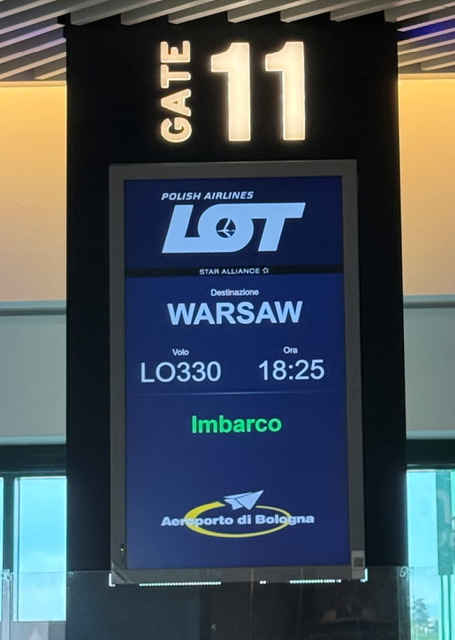 GATE 11
POLISH AIRLINES
LOT
STAR ALLIANCE
Destinazione
WARSAW
Volo Ora
LO330 18:25
Imbarco
Aeroporto di Bologna